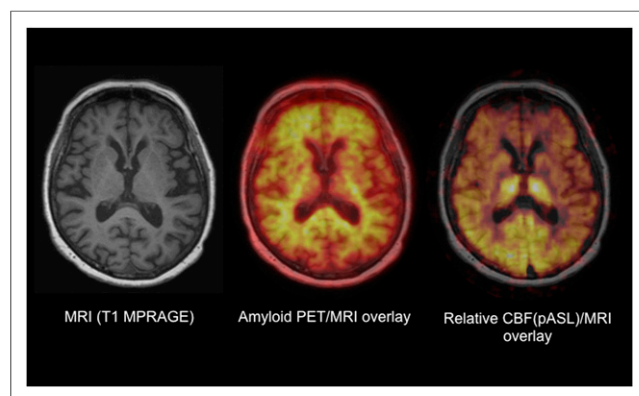 MRI (T1 MPRAGE)
Amyloid PET/MRI overlay
Relative CBF(pASL)/MRI
overlay